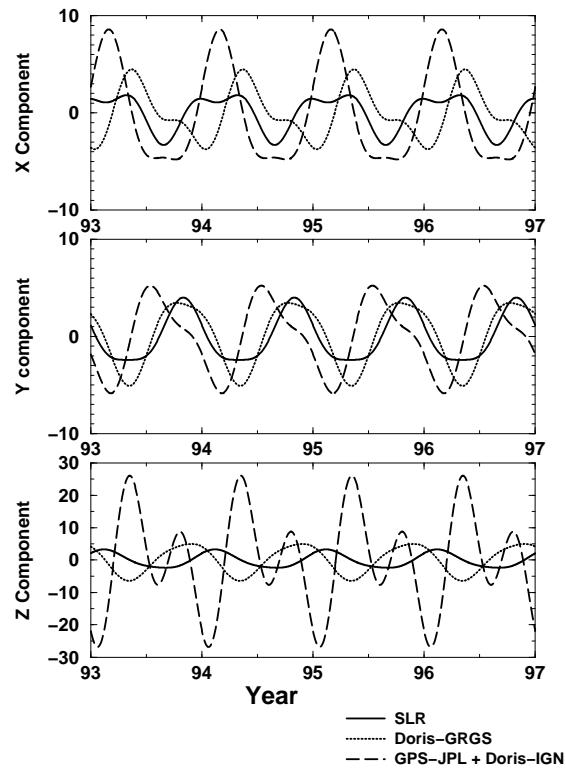 10
0
−10
X Component
93 94 95 96 97
10
0
−10
Y component
93 94 95 96 97
30
20
10
0
−10
−20
−30
Z Component
93 94 95 96 97
Year
SLR
Doris−GRGS
GPS−JPL + Doris−IGN